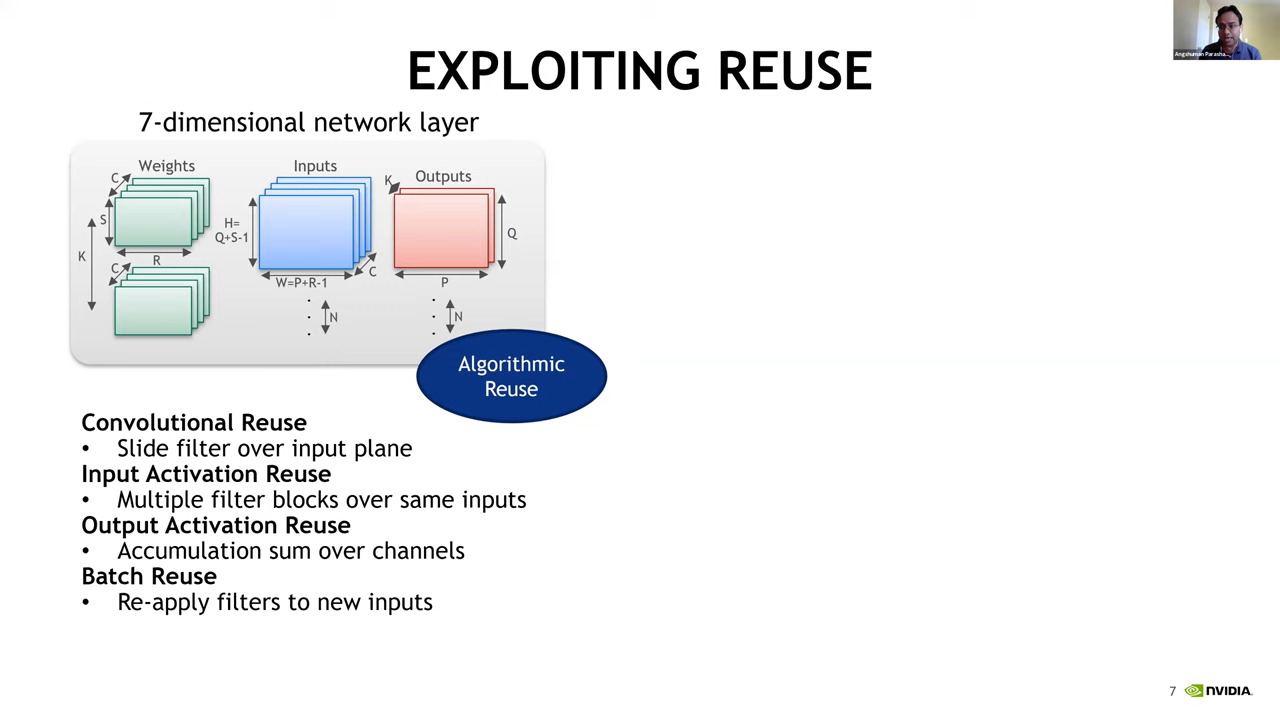 EXPLOITING REUSE
Angshuman Parasha...
7-dimensional network layer
Weights
Inputs
Outputs
C
K
S
H=
Q+S-1
Q
K
R
C
C
W=P+R-1
P
N
N
Algorithmic
Reuse
Convolutional Reuse
• Slide filter over input plane
Input Activation Reuse
• Multiple filter blocks over same inputs
Output Activation Reuse
• Accumulation sum over channels
Batch Reuse
• Re-apply filters to new inputs
7
NVIDIA.